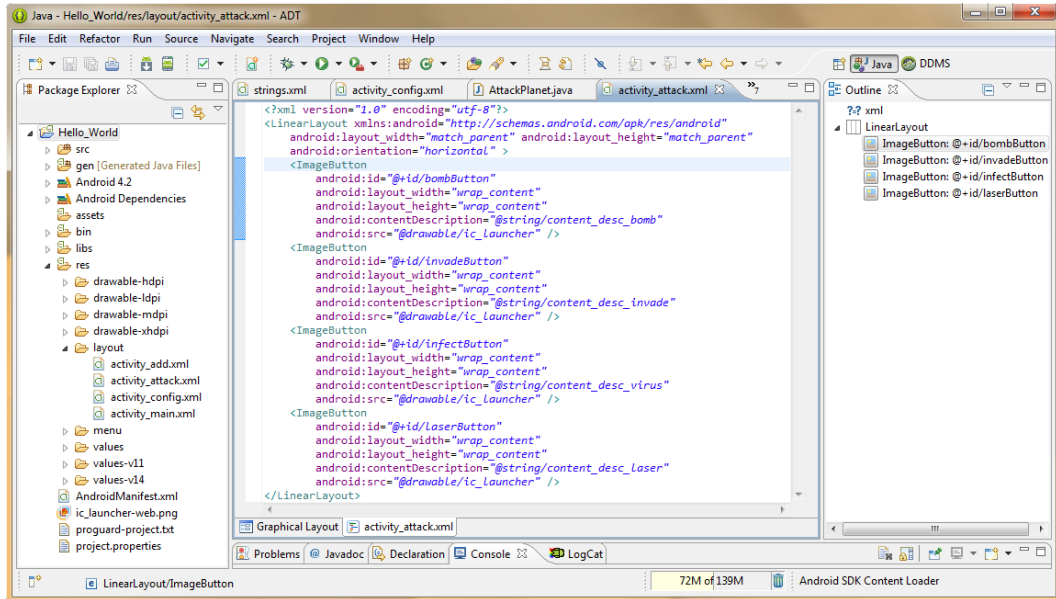 Java - Hello_World/res/layout/activity_attack.xml - ADT
File Edit Refactor Run Source Navigate Search Project Window Help
Java DDMS
Package Explorer
Hello_World
src
gen [Generated Java Files]
Android 4.2
Android Dependencies
assets
bin
libs
res
drawable-hdpi
drawable-ldpi
drawable-mdpi
drawable-xhdpi
layout
activity_add.xml
activity_attack.xml
activity_config.xml
activity_main.xml
menu
values
values-v11
values-v14
AndroidManifest.xml
ic_launcher-web.png
proguard-project.txt
project.properties
strings.xml activity_config.xml AttackPlanet.java activity_attack.xml »7
<?xml version="1.0" encoding="utf-8"?>
<LinearLayout xmlns:android="http://schemas.android.com/apk/res/android"
android:layout_width="match_parent" android:layout_height="match_parent"
android:orientation="horizontal" >
<ImageButton
android:id="@+id/bombButton"
android:layout_width="wrap_content"
android:layout_height="wrap_content"
android:contentDescription="@string/content_desc_bomb"
android:src="@drawable/ic_launcher" />
<ImageButton
android:id="@+id/invadeButton"
android:layout_width="wrap_content"
android:layout_height="wrap_content"
android:contentDescription="@string/content_desc_invade"
android:src="@drawable/ic_launcher" />
<ImageButton
android:id="@+id/infectButton"
android:layout_width="wrap_content"
android:layout_height="wrap_content"
android:contentDescription="@string/content_desc_virus"
android:src="@drawable/ic_launcher" />
<ImageButton
android:id="@+id/laserButton"
android:layout_width="wrap_content"
android:layout_height="wrap_content"
android:contentDescription="@string/content_desc_laser"
android:src="@drawable/ic_launcher" />
</LinearLayout>
Graphical Layout activity_attack.xml
Outline
xml
LinearLayout
ImageButton: @+id/bombButton
ImageButton: @+id/invadeButton
ImageButton: @+id/infectButton
ImageButton: @+id/laserButton
Problems Javadoc Declaration Console LogCat
LinearLayout/ImageButton
72M of 139M
Android SDK Content Loader